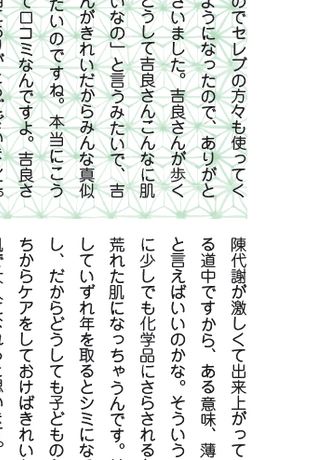 のでセレブの方々も使ってく
ようになったので、ありがと
さいました。吉良さんが歩く
こうして吉良さんこんなに肌
いなの」と言うみたいで、吉
んがきれいだからみんな真似
たいのですね。本当にこう
て口コミなんですよ。吉良さ
陳代謝が激しくて出来上がって
る道中ですから、ある意味、薄
と言えばいいのかな。そういう
に少しでも化学品にさらされる
荒れた肌になっちゃうんです。
していずれ年を取るとシミにな
し、だからどうしても子どもの
ちからケアをしておけばきれい